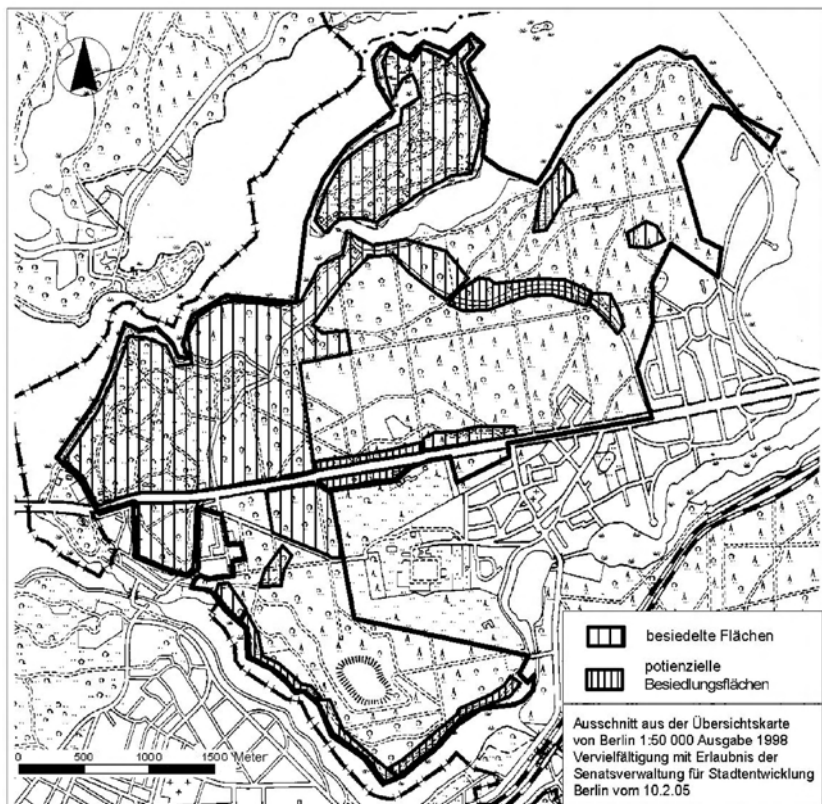 besiedelte Flächen
potienzielle
Besiedlungsflächen
Ausschnitt aus der Übersichtskarte
von Berlin 1:50 000 Ausgabe 1998
Vervielfältigung mit Erlaubnis der
Senatsverwaltung für Stadtentwicklung
Berlin vom 10.2.05
0 500 1000 1500 Meter